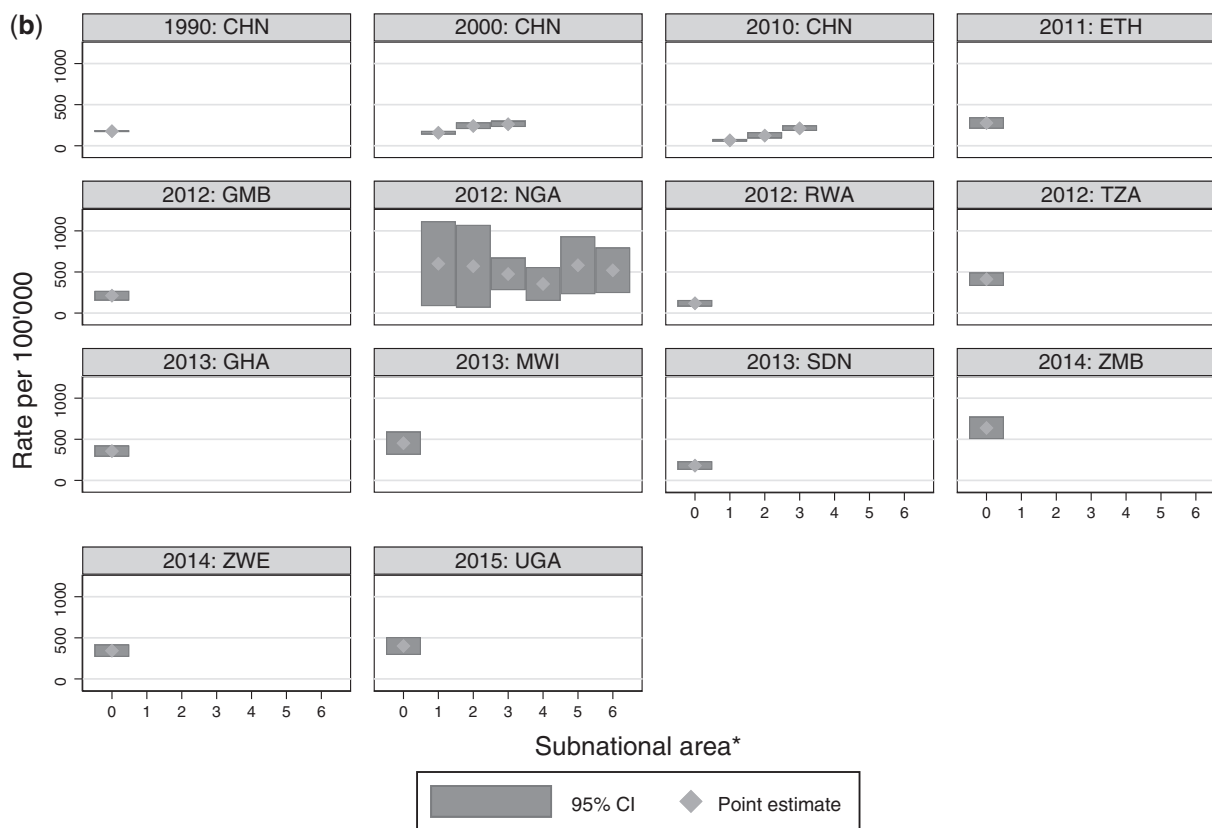 (b)
1990: CHN
2000: CHN
2010: CHN
2011: ETH
0 500 1000
2012: GMB
2012: NGA
2012: RWA
2012: TZA
0 500 1000
2013: GHA
2013: MWI
2013: SDN
2014: ZMB
0 500 1000
0 1 2 3 4 5 6
0 1 2 3 4 5 6
2014: ZWE
2015: UGA
0 500 1000
0 1 2 3 4 5 6
0 1 2 3 4 5 6
Rate per 100'000
Subnational area*
95% CI
Point estimate